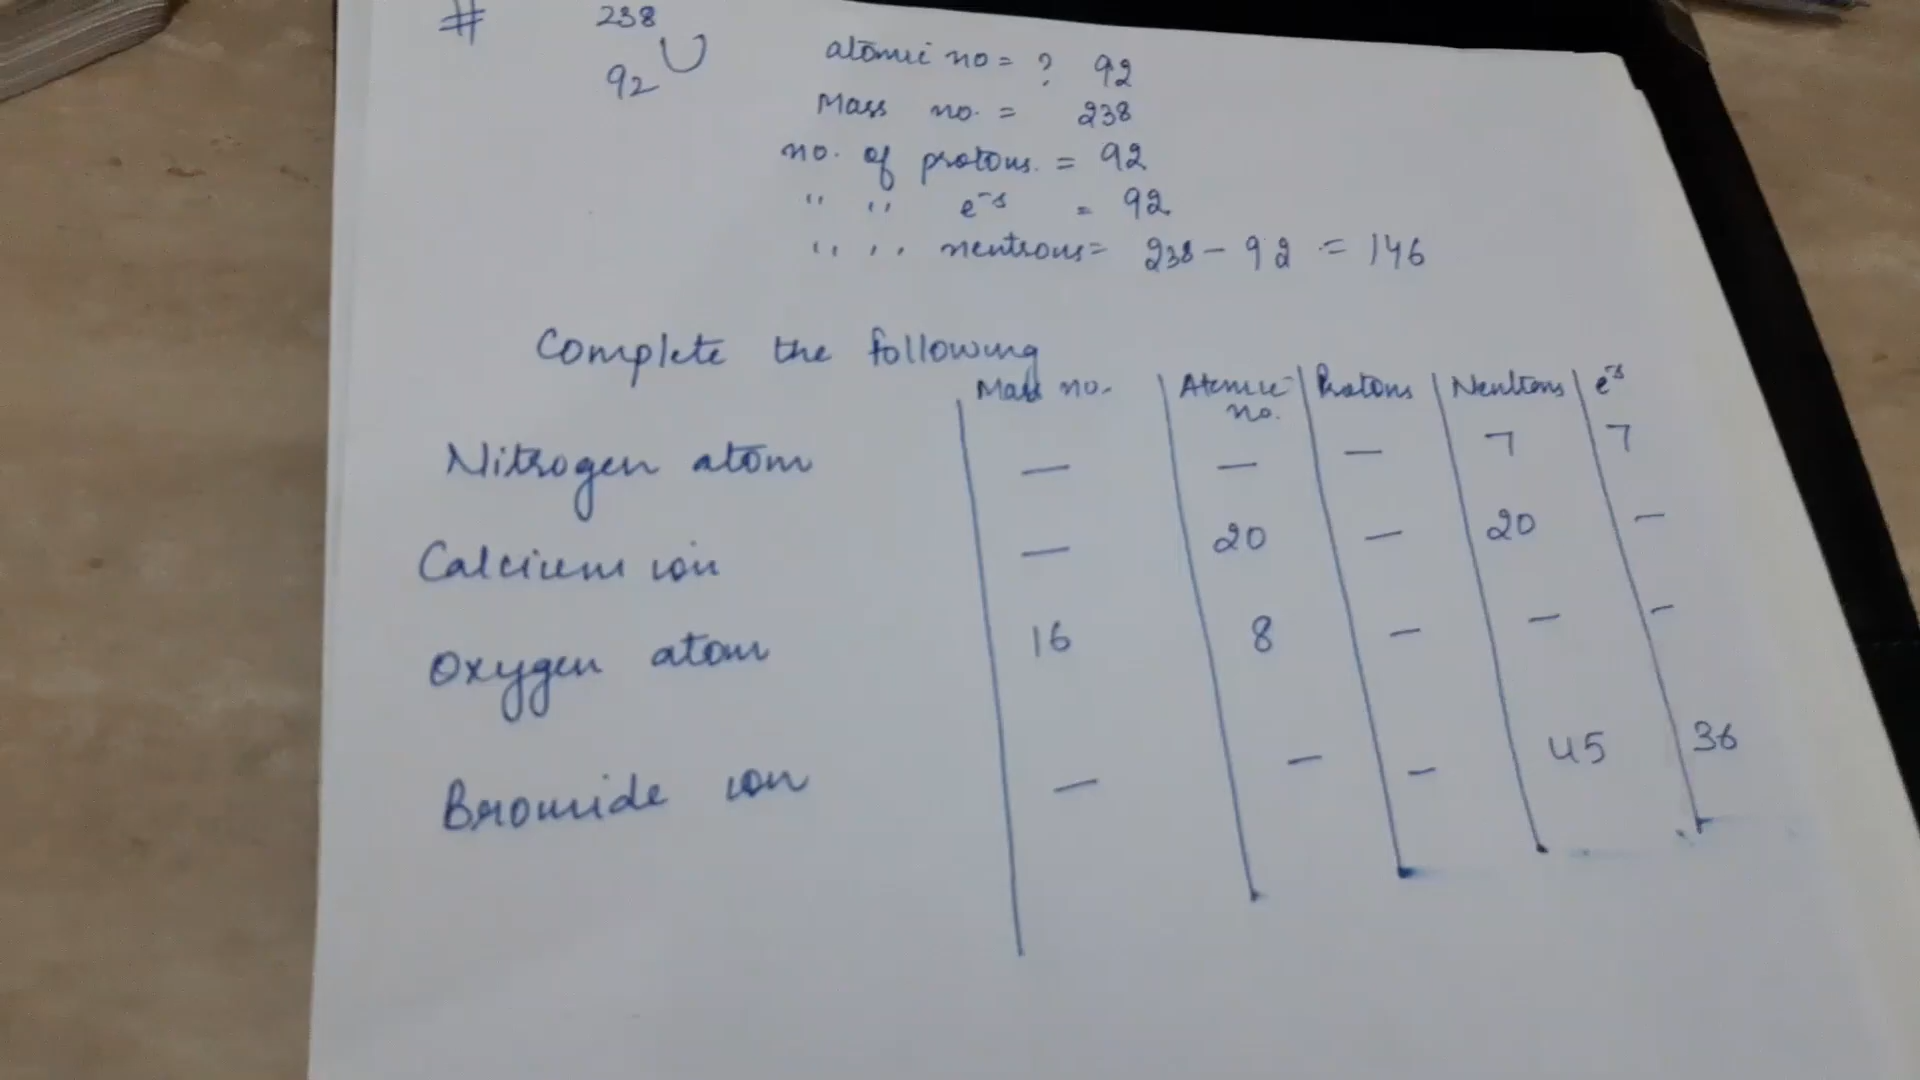 # 238
92 U
atomic no = ? 92
Mass no. = 238
no. of protons. = 92
" " e-s = 92
" " neutrons = 238 - 92 = 146
Complete the following
Mass no. Atomic no. Protons Neutrons e-s
Nitrogen atom — — — 7 7
Calcium ion — 20 — 20 —
Oxygen atom 16 8 — — —
Bromide ion — — — 45 36